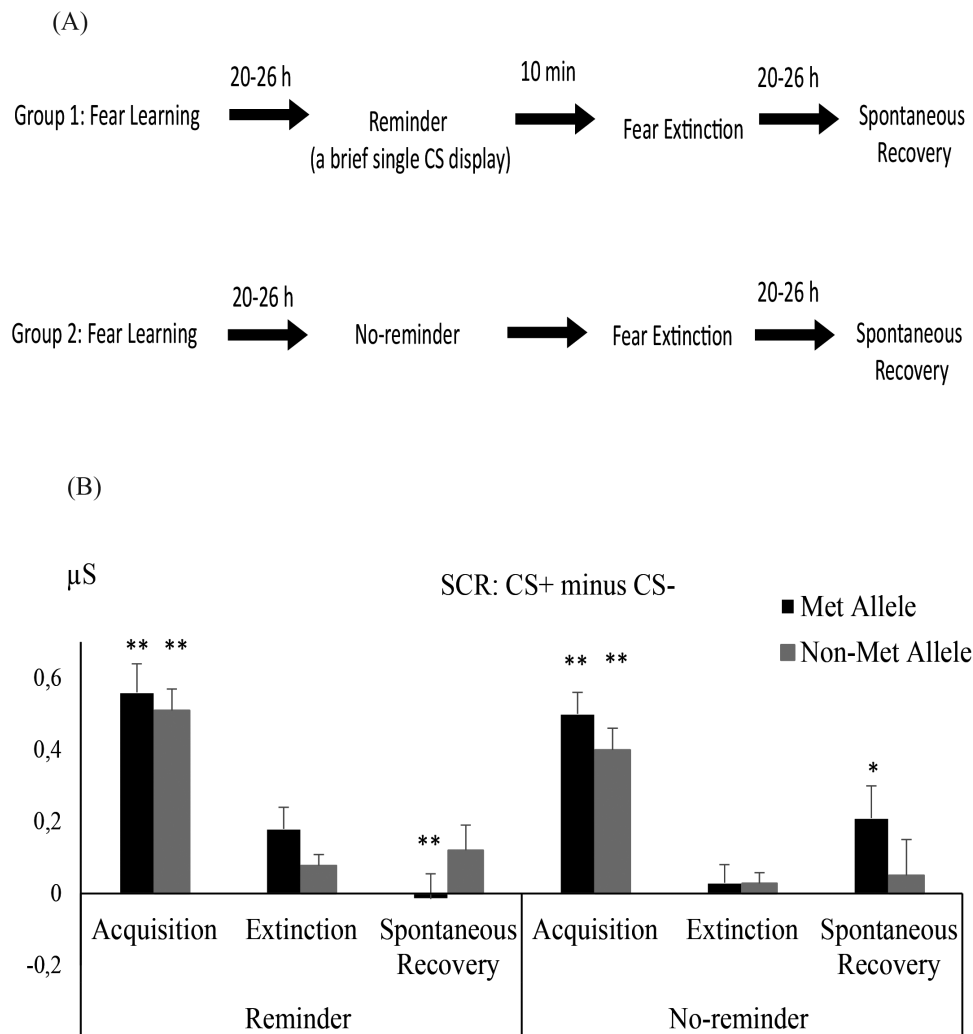 (A)
20-26 h
10 min
20-26 h
Group 1: Fear Learning
Reminder
(a brief single CS display)
Fear Extinction
Spontaneous
Recovery
20-26 h
20-26 h
Group 2: Fear Learning
No-reminder
Fear Extinction
Spontaneous
Recovery
(B)
µS
SCR: CS+ minus CS-
Met Allele
Non-Met Allele
** **
** **
*
**
0,6
0,4
0,2
0
-0,2
Acquisition Extinction Spontaneous
Recovery
Acquisition Extinction Spontaneous
Recovery
Reminder
No-reminder